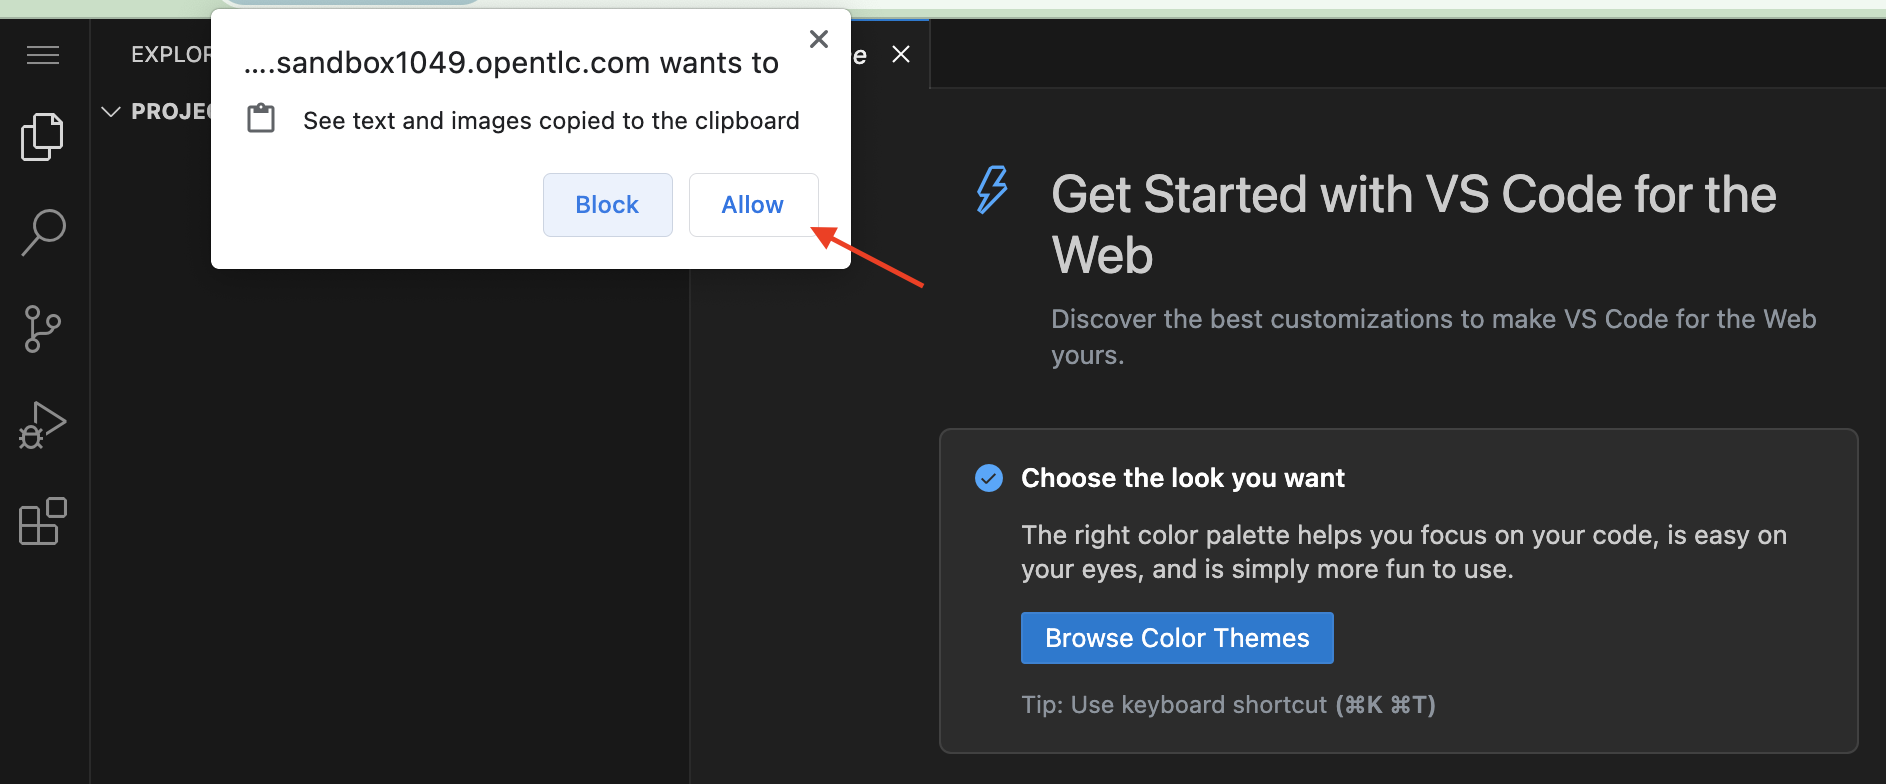 ....sandbox1049.opentlc.com wants to
See text and images copied to the clipboard
Block
Allow
Get Started with VS Code for the
Web
Discover the best customizations to make VS Code for the Web
yours.
Choose the look you want
The right color palette helps you focus on your code, is easy on
your eyes, and is simply more fun to use.
Browse Color Themes
Tip: Use keyboard shortcut (⌘K ⌘T)